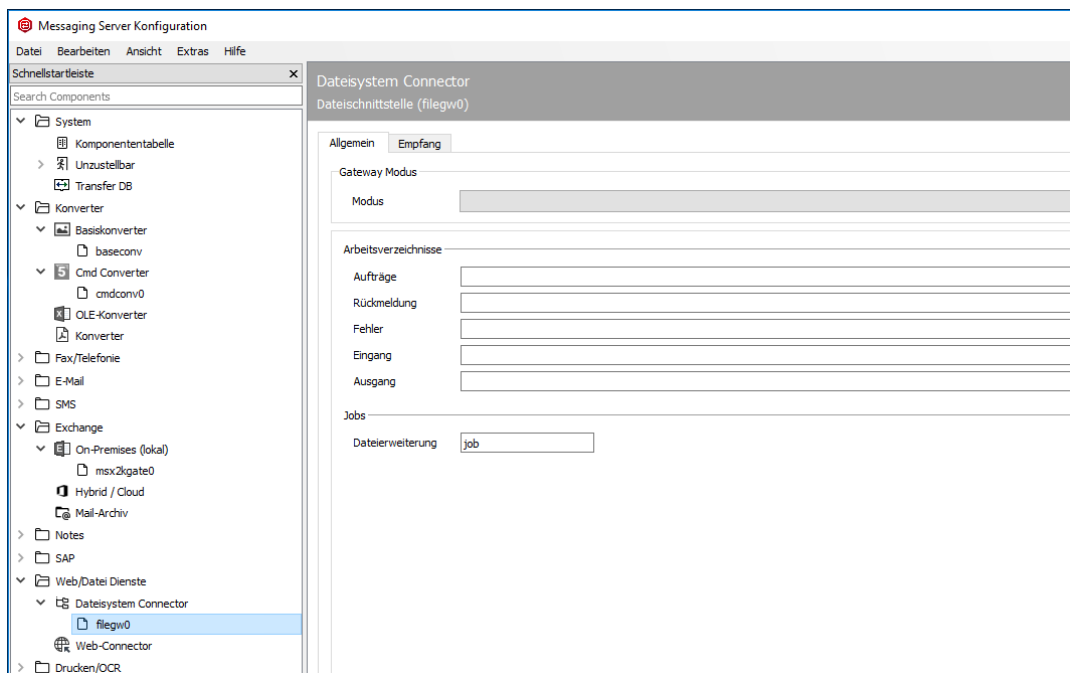 Messaging Server Konfiguration
Datei Bearbeiten Ansicht Extras Hilfe
Schnellstartleiste
Search Components
System
Komponententabelle
Unzustellbar
Transfer DB
Konverter
Basiskonverter
baseconv
Cmd Converter
cmdconv0
OLE-Konverter
Konverter
Fax/Telefonie
E-Mail
SMS
Exchange
On-Premises (lokal)
msx2kgate0
Hybrid / Cloud
Mail-Archiv
Notes
SAP
Web/Datei Dienste
Dateisystem Connector
filegw0
Web-Connector
Drucken/OCR
Dateisystem Connector
Dateischnittstelle (filegw0)
Allgemein Empfang
Gateway Modus
Modus
Arbeitsverzeichnisse
Aufträge
Rückmeldung
Fehler
Eingang
Ausgang
Jobs
Dateierweiterung job